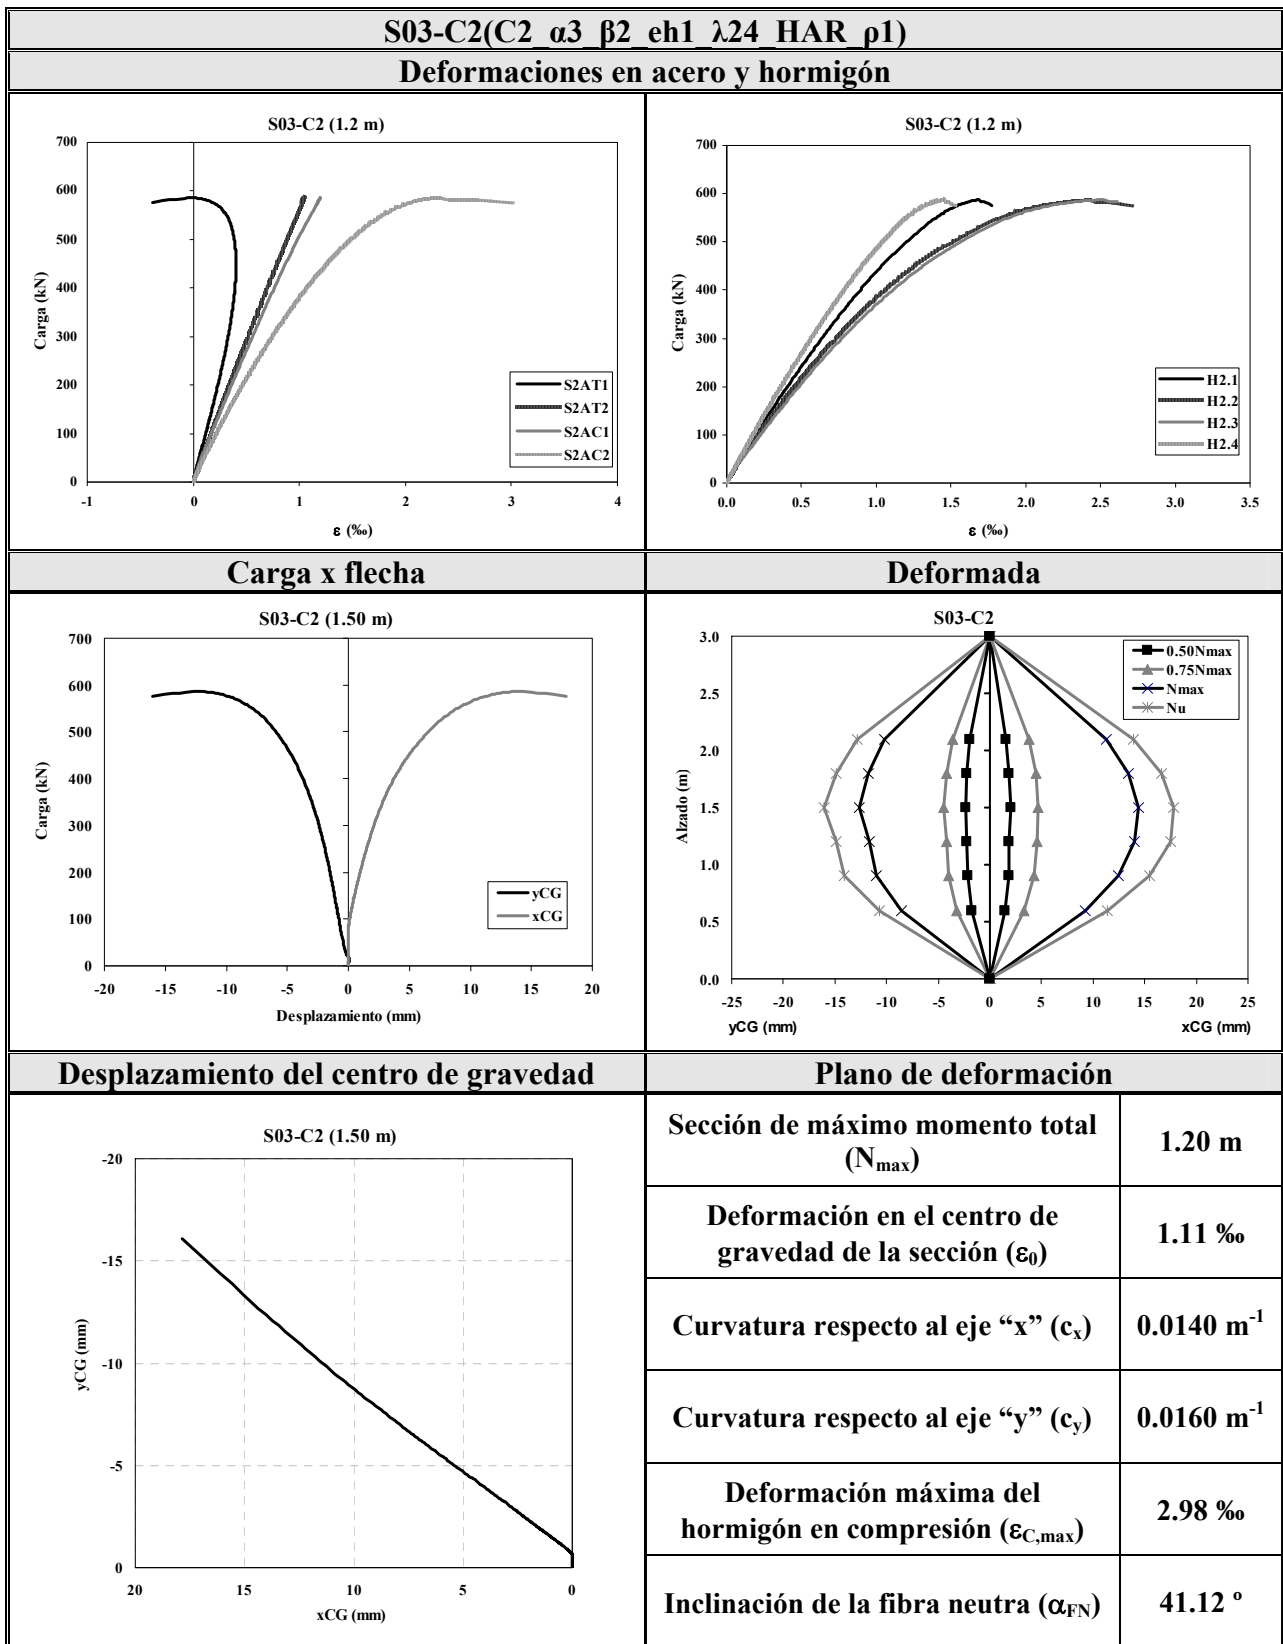 S03-C2(C2_α3_β2_eh1_λ24_HAR_ρ1)
Deformaciones en acero y hormigón
S03-C2 (1.2 m)
700
600
500
400
300
200
100
0
-1 0 1 2 3 4
Carga (kN)
ε (‰)
S2AT1
S2AT2
S2AC1
S2AC2
S03-C2 (1.2 m)
700
600
500
400
300
200
100
0
0.0 0.5 1.0 1.5 2.0 2.5 3.0 3.5
Carga (kN)
ε (‰)
H2.1
H2.2
H2.3
H2.4
Carga x flecha
S03-C2 (1.50 m)
700
600
500
400
300
200
100
0
-20 -15 -10 -5 0 5 10 15 20
Carga (kN)
Desplazamiento (mm)
yCG
xCG
Deformada
S03-C2
3.0
2.5
2.0
1.5
1.0
0.5
0.0
-25 -20 -15 -10 -5 0 5 10 15 20 25
Alzado (m)
yCG (mm) xCG (mm)
0.50Nmax
0.75Nmax
Nmax
Nu
Desplazamiento del centro de gravedad
S03-C2 (1.50 m)
-20
-15
-10
-5
0
20 15 10 5 0
yCG (mm)
xCG (mm)
Plano de deformación
Sección de máximo momento total
(Nmax)
1.20 m
Deformación en el centro de
gravedad de la sección (ε0)
1.11 ‰
Curvatura respecto al eje “x” (cx)
0.0140 m-1
Curvatura respecto al eje “y” (cy)
0.0160 m-1
Deformación máxima del
hormigón en compresión (εC,max)
2.98 ‰
Inclinación de la fibra neutra (αFN)
41.12 º